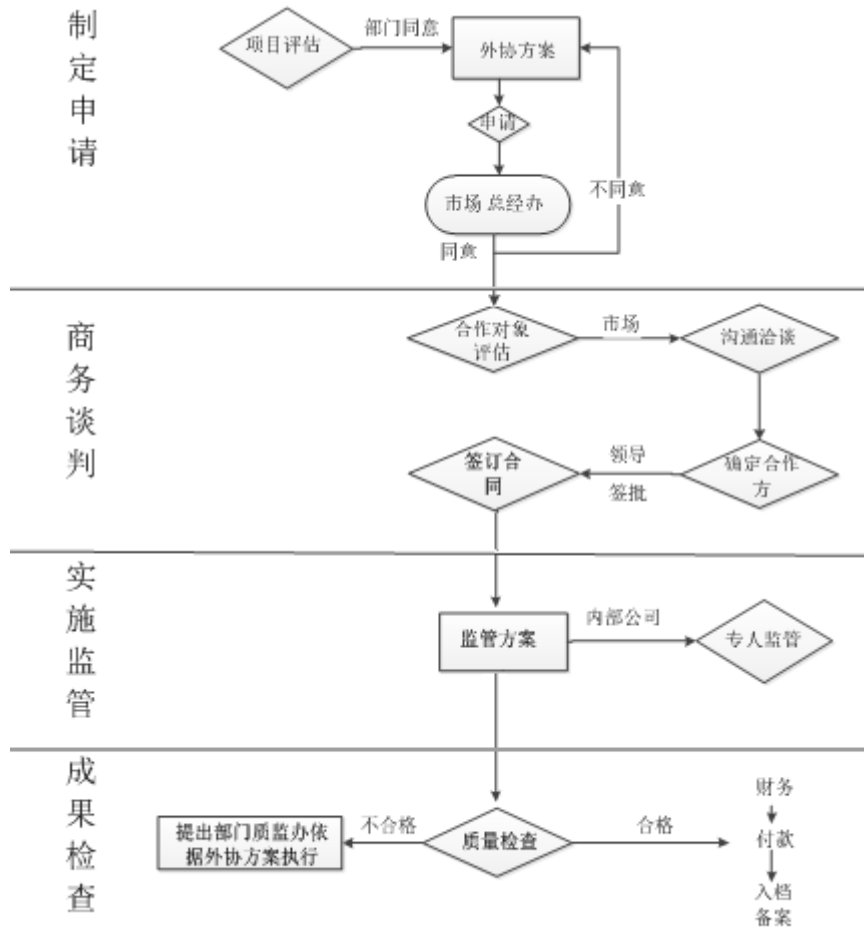 制定申请
项目评估
部门同意
外协方案
申请
市场 总经办
不同意
同意
商务谈判
合作对象
评估
市场
沟通洽谈
签订合
同
领导
签批
确定合作
方
实施监管
监管方案
内部公司
专人监管
成果检查
提出部门质监办依
据外协方案执行
不合格
质量检查
合格
财务
付款
入档
备案